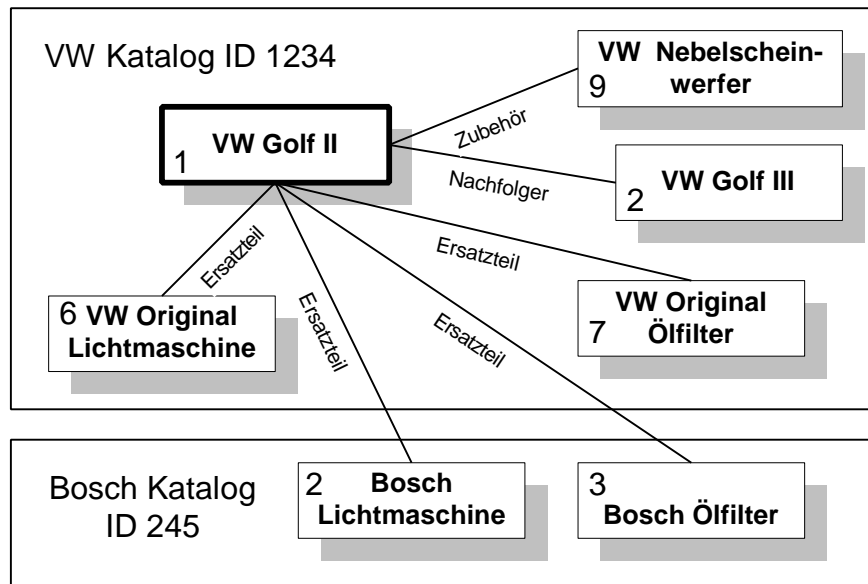 VW Katalog ID 1234
VW Nebelschein-
werfer
9
VW Golf II
1
Zubehör
Nachfolger
VW Golf III
2
Ersatzteil
Ersatzteil
Ersatzteil
Ersatzteil
6 VW Original
Lichtmaschine
VW Original
Ölfilter
7
Bosch Katalog
ID 245
2 Bosch
Lichtmaschine
3
Bosch Ölfilter